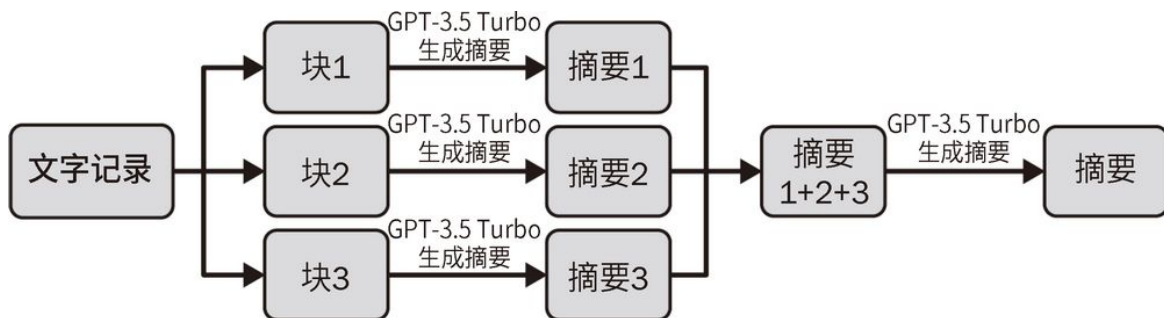 GPT-3.5 Turbo
生成摘要
块1
摘要1
GPT-3.5 Turbo
生成摘要
文字记录
块2
摘要2
摘要
1+2+3
GPT-3.5 Turbo
生成摘要
摘要
GPT-3.5 Turbo
生成摘要
块3
摘要3